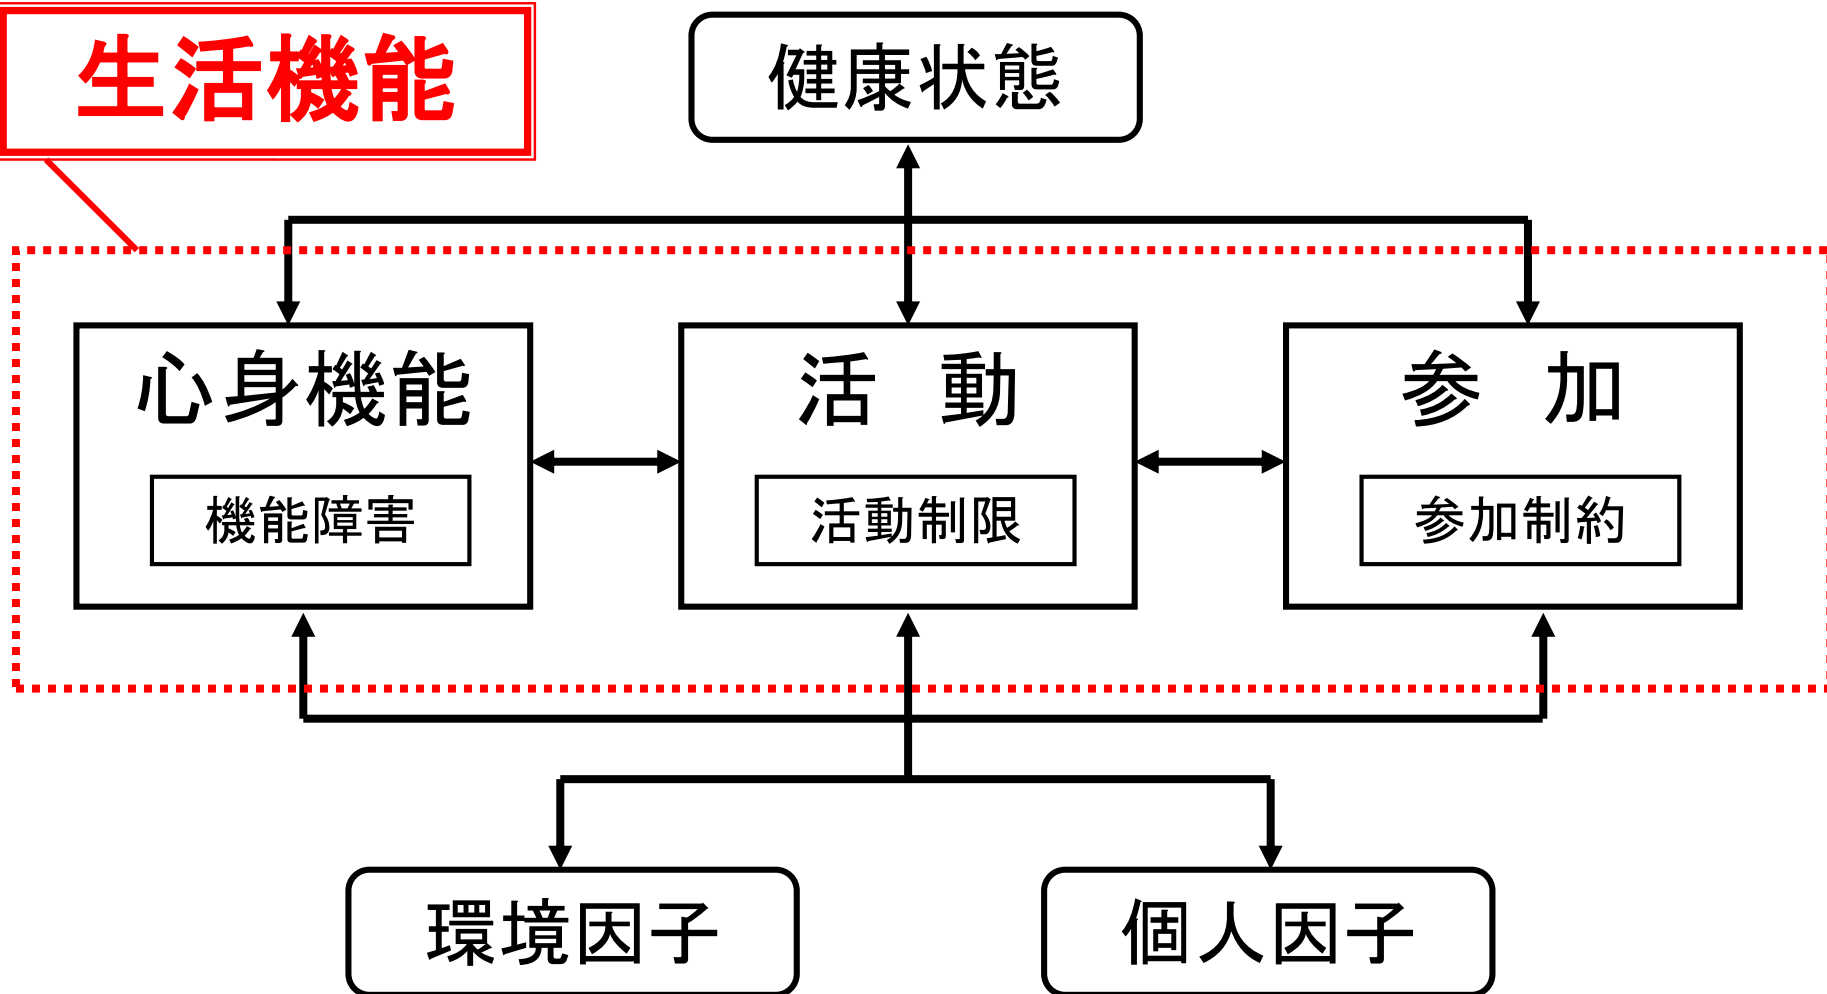 生活機能
健康状態
心身機能
活 動
参 加
機能障害
活動制限
参加制約
環境因子
個人因子